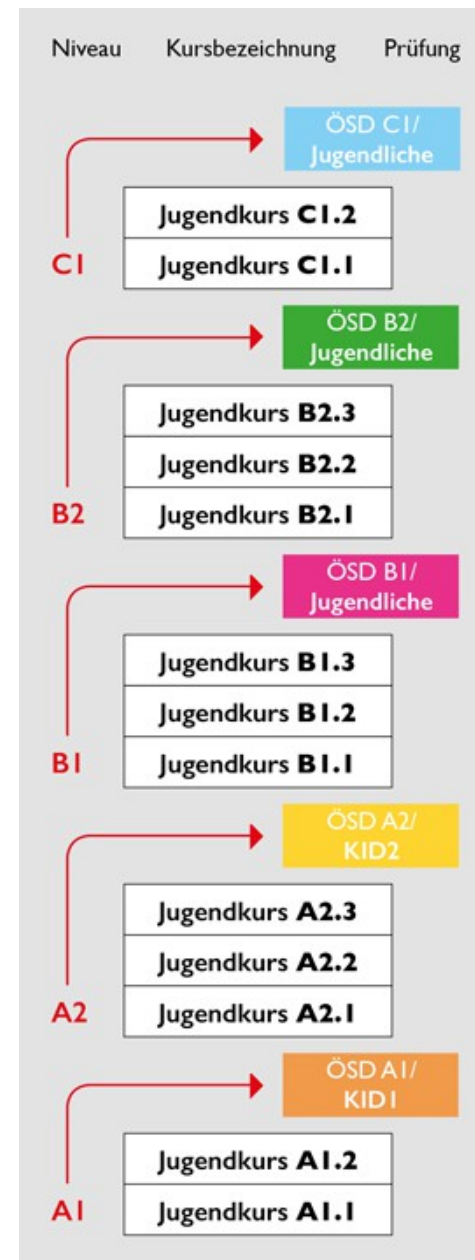 Niveau Kursbezeichnung Prüfung
ÖSD C1/
Jugendliche
Jugendkurs C1.2
C1 Jugendkurs C1.1
ÖSD B2/
Jugendliche
Jugendkurs B2.3
Jugendkurs B2.2
B2 Jugendkurs B2.1
ÖSD B1/
Jugendliche
Jugendkurs B1.3
Jugendkurs B1.2
B1 Jugendkurs B1.1
ÖSD A2/
KID2
Jugendkurs A2.3
Jugendkurs A2.2
A2 Jugendkurs A2.1
ÖSD A1/
KID1
Jugendkurs A1.2
A1 Jugendkurs A1.1